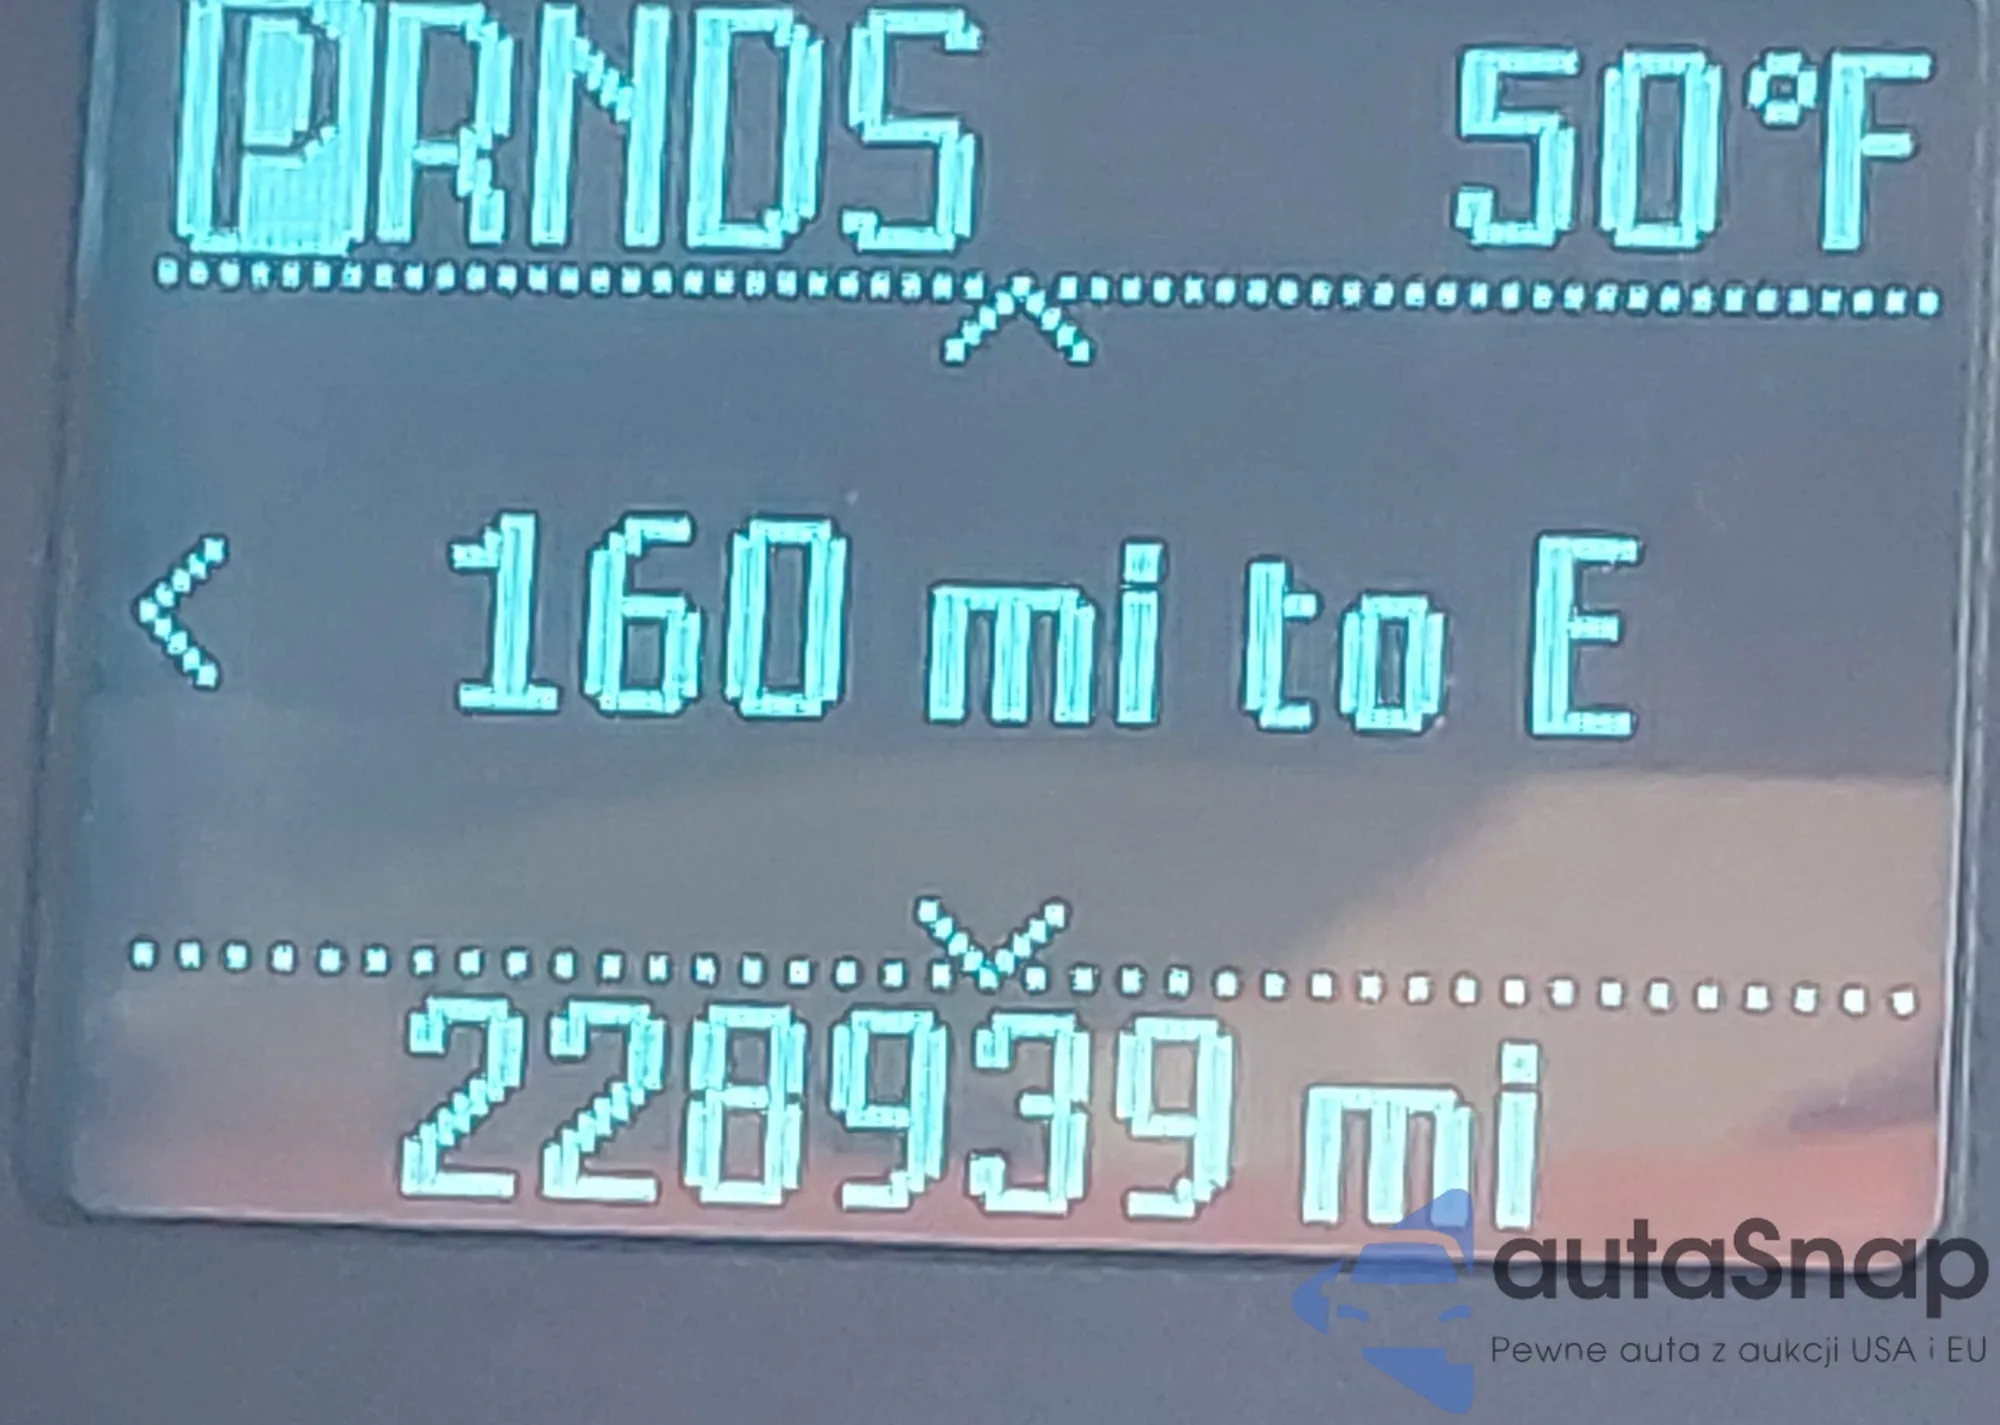 PRNDS 50°F
< 160 mi to E
228939 mi
autaSnap
Pewne auta z aukcji USA i EU